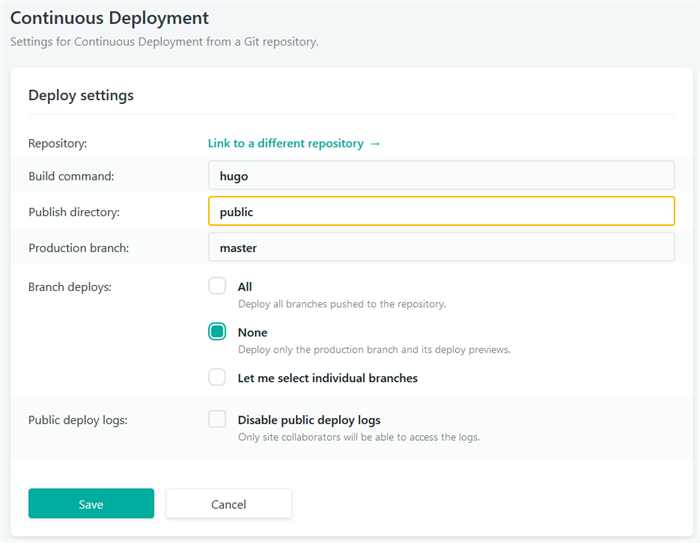 Continuous Deployment
Settings for Continuous Deployment from a Git repository.
Deploy settings
Repository: Link to a different repository →
Build command: hugo
Publish directory: public
Production branch: master
Branch deploys: All
Deploy all branches pushed to the repository.
None
Deploy only the production branch and its deploy previews.
Let me select individual branches
Public deploy logs: Disable public deploy logs
Only site collaborators will be able to access the logs.
Save Cancel